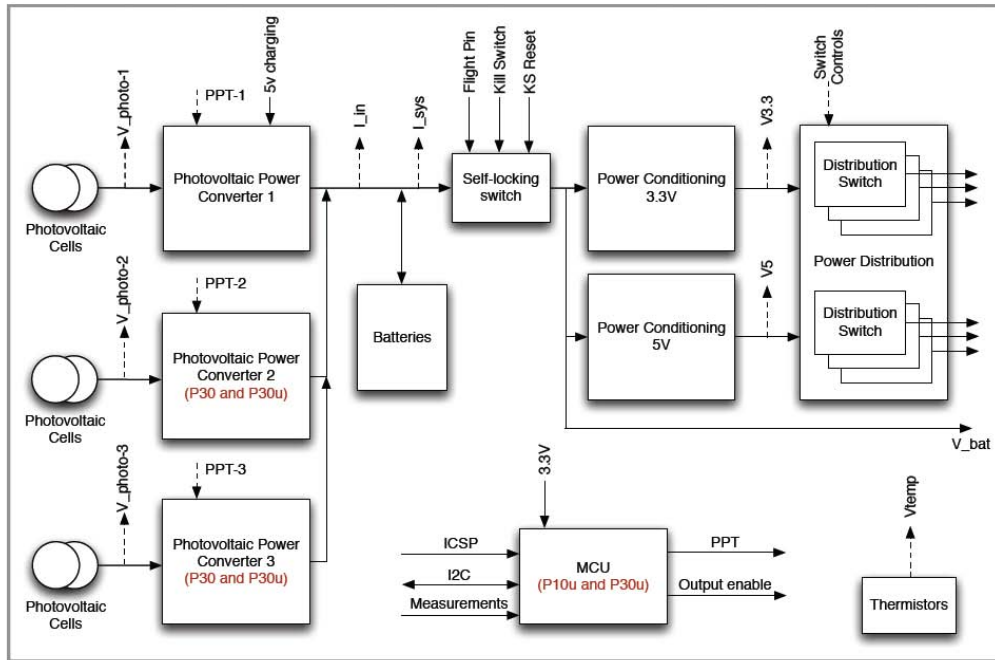 V_photo-1
PPT-1
5v charging
Photovoltaic Cells
Photovoltaic Power
Converter 1
I_in
I_sys
Flight Pin
Kill Switch
KS Reset
Self-locking
switch
Power Conditioning
3.3V
V3.3
Switch
Controls
Distribution
Switch
Power Distribution
Distribution
Switch
V_photo-2
PPT-2
Photovoltaic
Cells
Photovoltaic Power
Converter 2
(P30 and P30u)
Batteries
Power Conditioning
5V
V5
V_bat
V_photo-3
PPT-3
Photovoltaic
Cells
Photovoltaic Power
Converter 3
(P30 and P30u)
3.3V
ICSP
I2C
Measurements
MCU
(P10u and P30u)
PPT
Output enable
Vtemp
Thermistors